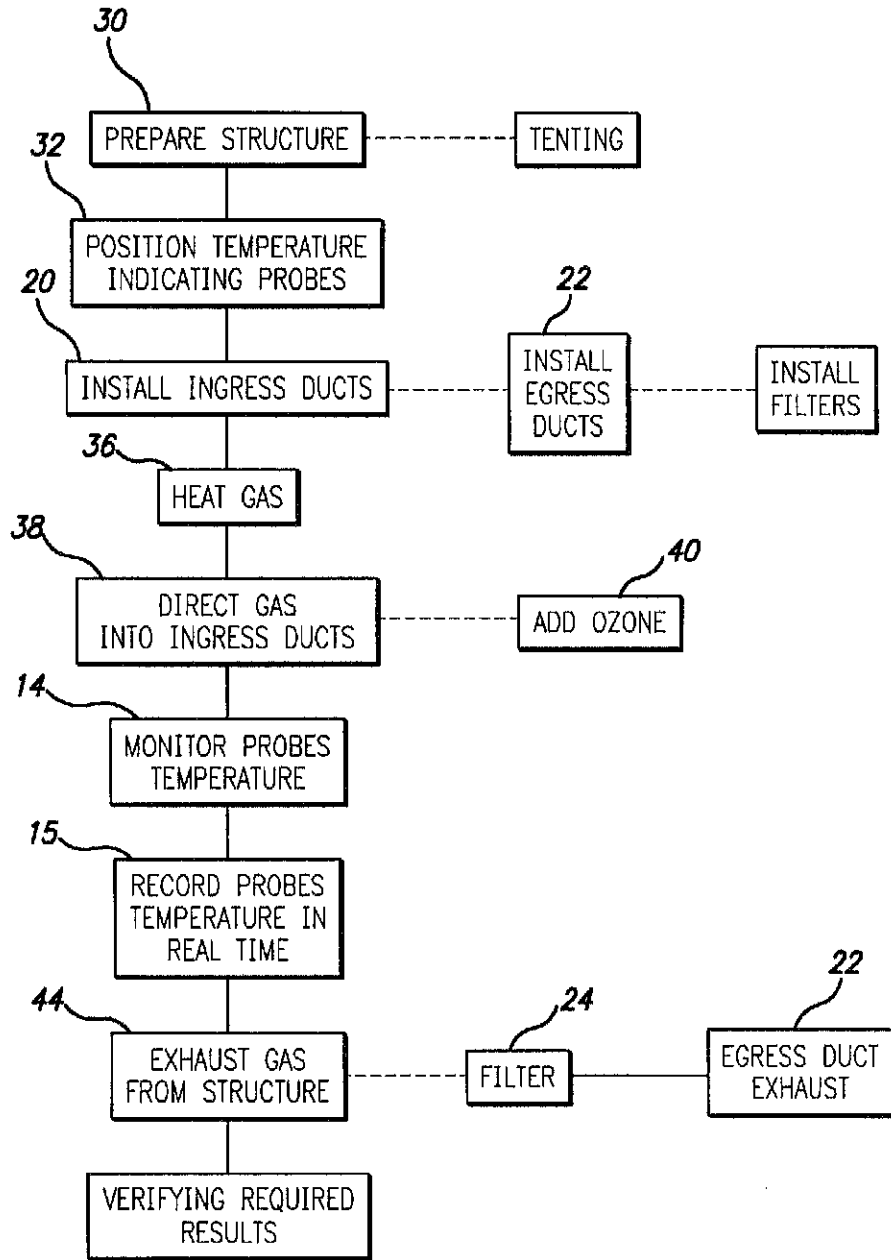 30
PREPARE STRUCTURE
TENTING
32
POSITION TEMPERATURE
INDICATING PROBES
20
INSTALL INGRESS DUCTS
22
INSTALL
EGRESS
DUCTS
INSTALL
FILTERS
36
HEAT GAS
38
DIRECT GAS
INTO INGRESS DUCTS
40
ADD OZONE
14
MONITOR PROBES
TEMPERATURE
15
RECORD PROBES
TEMPERATURE IN
REAL TIME
44
EXHAUST GAS
FROM STRUCTURE
24
FILTER
22
EGRESS DUCT
EXHAUST
VERIFYING REQUIRED
RESULTS